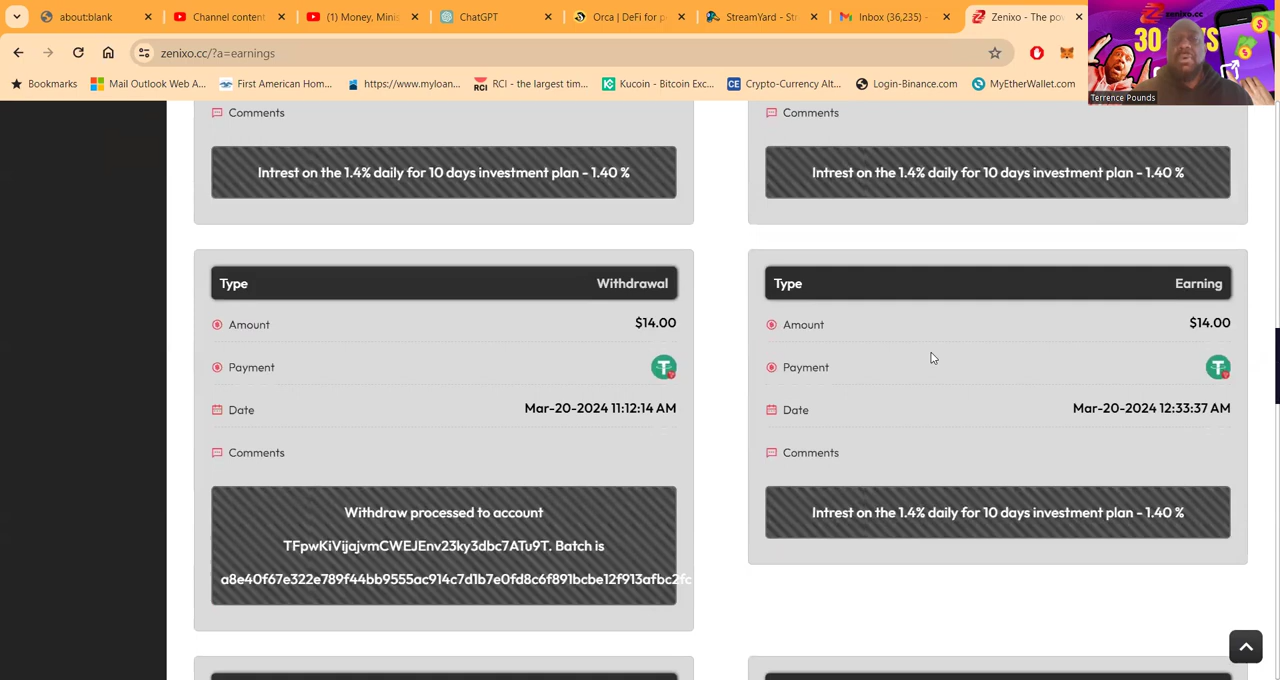 about:blank
Channel content
(1) Money, Minis
ChatGPT
Orca | DeFi for p
StreamYard - Str
Inbox (36,235) -
Zenixo - The pow
zenixo.cc/?a=earnings
Bookmarks
Mail Outlook Web A...
First American Hom...
https://www.myloan...
RCI - the largest tim...
Kucoin - Bitcoin Exc...
Crypto-Currency Alt...
Login-Binance.com
MyEtherWallet.com
zenixo.cc
30
Terrence Pounds
Comments
Comments
Intrest on the 1.4% daily for 10 days investment plan - 1.40 %
Intrest on the 1.4% daily for 10 days investment plan - 1.40 %
Type Withdrawal
Amount $14.00
Payment
Date Mar-20-2024 11:12:14 AM
Comments
Withdraw processed to account
TFpwKiVijajvmCWEJEnv23ky3dbc7ATu9T. Batch is
a8e40f67e322e789f44bb9555ac914c7d1b7e0fd8c6f891bcbe12f913afbc2fc
Type Earning
Amount $14.00
Payment
Date Mar-20-2024 12:33:37 AM
Comments
Intrest on the 1.4% daily for 10 days investment plan - 1.40 %